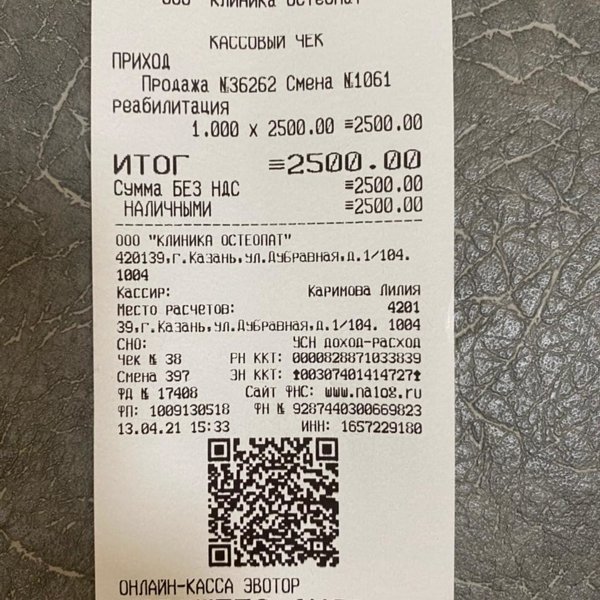 ООО "КЛИНИКА ОСТЕОПАТ"
КАССОВЫЙ ЧЕК
ПРИХОД
Продажа №36262 Смена №1061
Реабилитация
1.000 x 2500.00 ≡2500.00
ИТОГ ≡2500.00
Сумма БЕЗ НДС ≡2500.00
НАЛИЧНЫМИ ≡2500.00
ООО "КЛИНИКА ОСТЕОПАТ"
420139,г.Казань,ул.Дубравная,д.1/104.
1004
Кассир: Каримова Лилия
Место расчетов: 4201
39,г.Казань,ул.Дубравная,д.1/104. 1004
СНО: УСН доход-расход
Чек № 38 РН ККТ: 0000828871033839
Смена 397 ЗН ККТ: ↑00307401414727↑
ФД № 17408 Сайт ФНС: www.nalog.ru
ФП: 1009130518 ФН № 9287440300669823
13.04.21 15:33 ИНН: 1657229180
ОНЛАЙН-КАССА ЭВОТОР